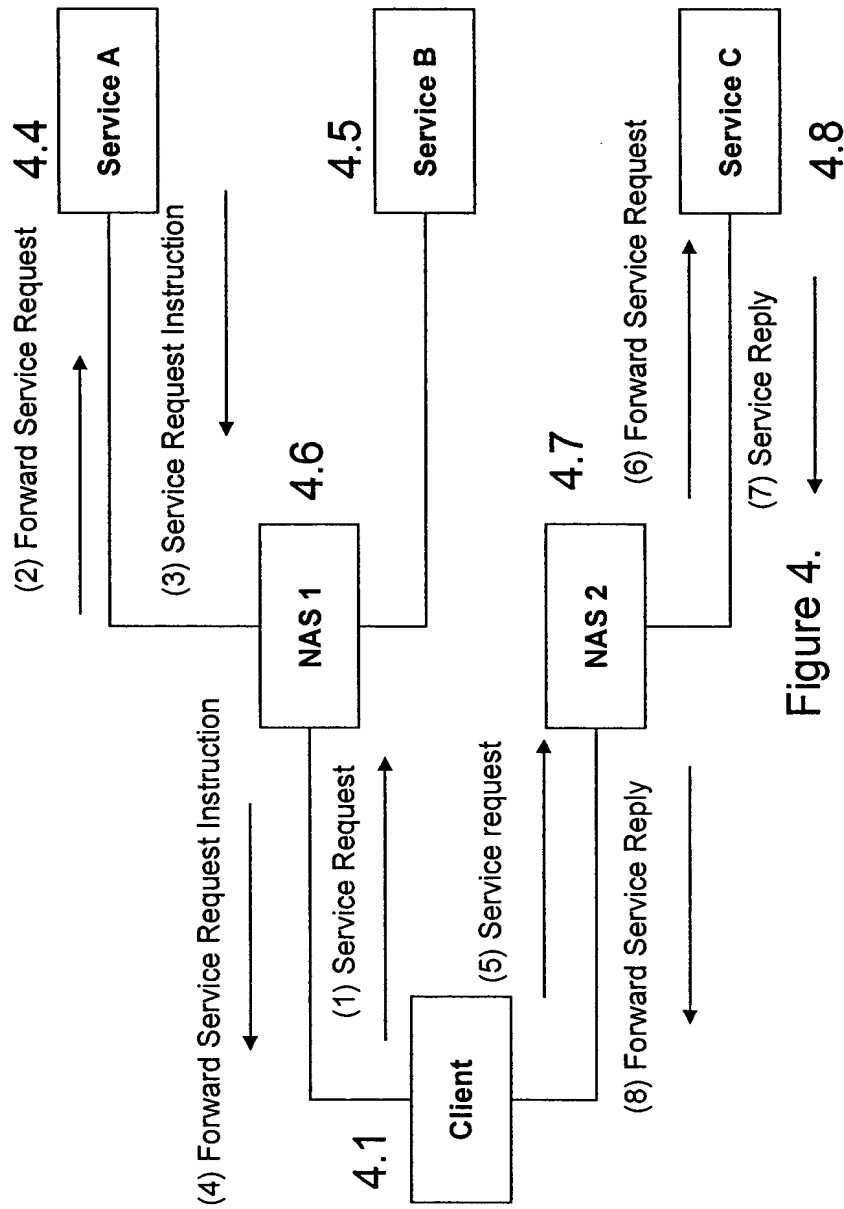 (2) Forward Service Request
4.4
Service A
(3) Service Request Instruction
(4) Forward Service Request Instruction
4.6
NAS 1
4.5
Service B
(1) Service Request
4.1
Client
(5) Service request
4.7
NAS 2
(6) Forward Service Request
Service C
4.8
(7) Service Reply
(8) Forward Service Reply
Figure 4.